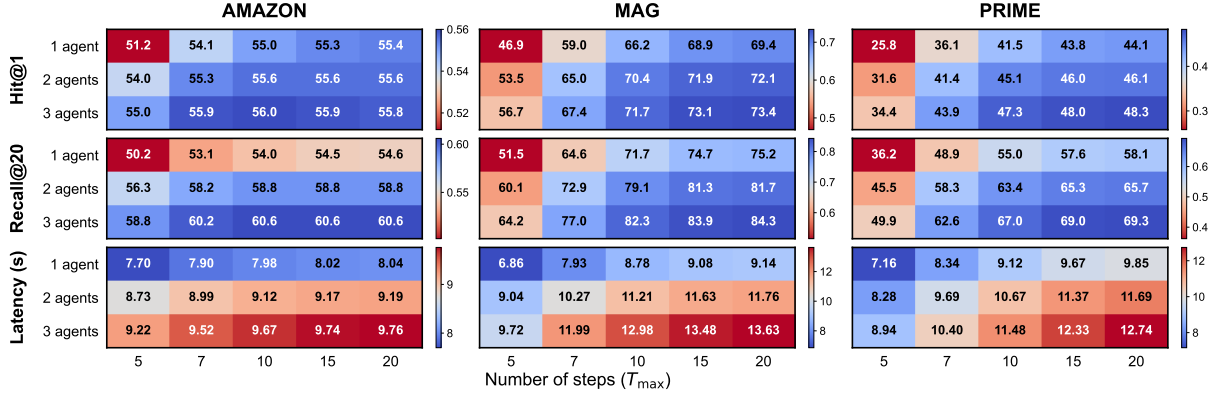 AMAZON MAG PRIME
Hit@1
1 agent 51.2 54.1 55.0 55.3 55.4 0.56 46.9 59.0 66.2 68.9 69.4 0.7 25.8 36.1 41.5 43.8 44.1 0.4
2 agents 54.0 55.3 55.6 55.6 55.6 0.54 53.5 65.0 70.4 71.9 72.1 0.6 31.6 41.4 45.1 46.0 46.1 0.3
3 agents 55.0 55.9 56.0 55.9 55.8 0.52 56.7 67.4 71.7 73.1 73.4 0.5 34.4 43.9 47.3 48.0 48.3
Recall@20
1 agent 50.2 53.1 54.0 54.5 54.6 0.60 51.5 64.6 71.7 74.7 75.2 0.8 36.2 48.9 55.0 57.6 58.1 0.6
2 agents 56.3 58.2 58.8 58.8 58.8 0.55 60.1 72.9 79.1 81.3 81.7 0.7 45.5 58.3 63.4 65.3 65.7 0.5
3 agents 58.8 60.2 60.6 60.6 60.6 64.2 77.0 82.3 83.9 84.3 0.6 49.9 62.6 67.0 69.0 69.3 0.4
Latency (s)
1 agent 7.70 7.90 7.98 8.02 8.04 9 6.86 7.93 8.78 9.08 9.14 12 7.16 8.34 9.12 9.67 9.85 12
2 agents 8.73 8.99 9.12 9.17 9.19 9.04 10.27 11.21 11.63 11.76 10 8.28 9.69 10.67 11.37 11.69 10
3 agents 9.22 9.52 9.67 9.74 9.76 8 9.72 11.99 12.98 13.48 13.63 8 8.94 10.40 11.48 12.33 12.74 8
5 7 10 15 20 5 7 10 15 20 5 7 10 15 20
Number of steps (Tmax)